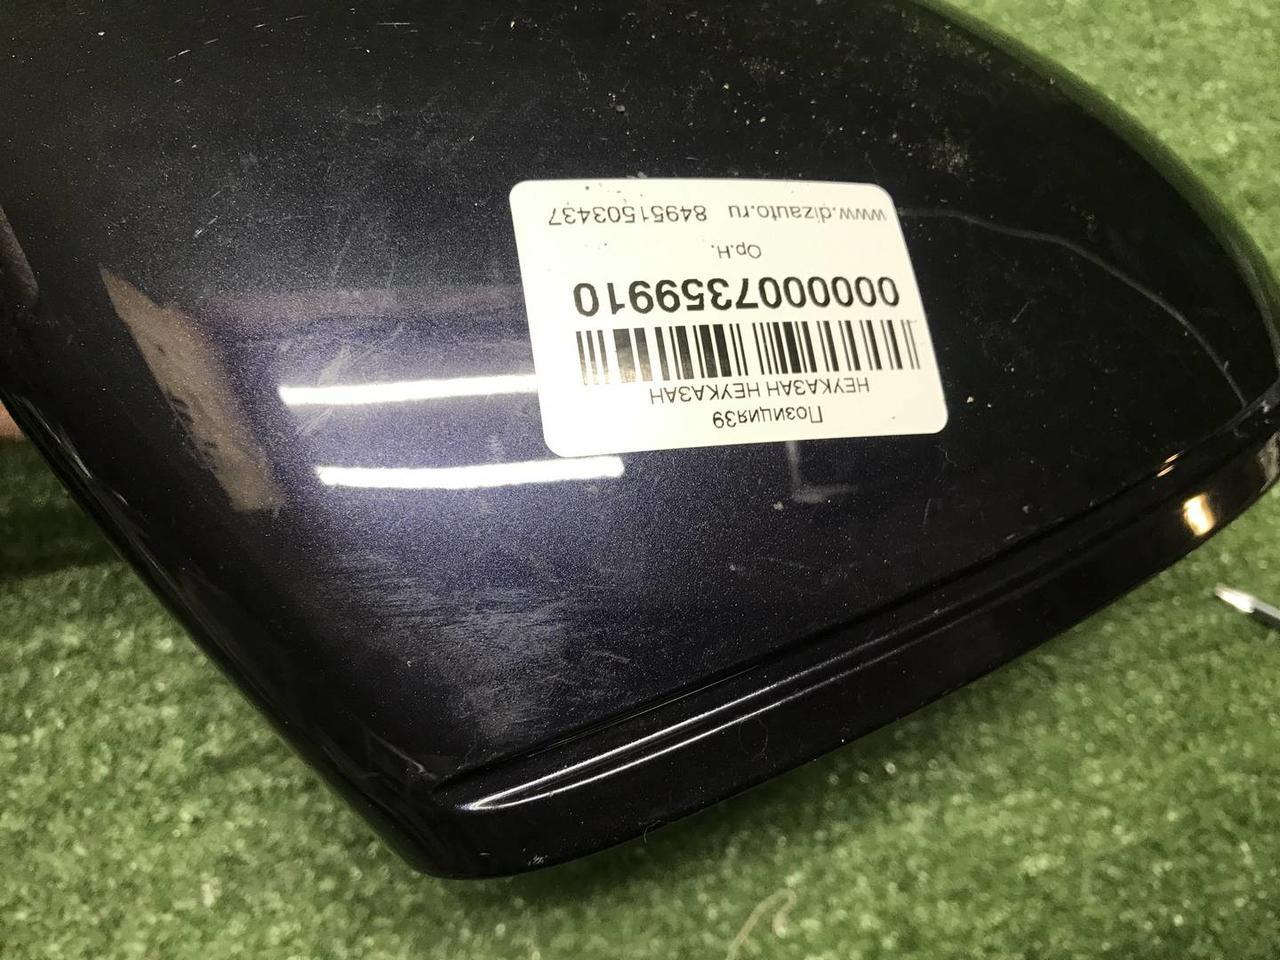 Позиция39
НЕУКАЗАН НЕУКАЗАН
0000007359910
Ор.Н.
www.dizauto.ru 84951503437